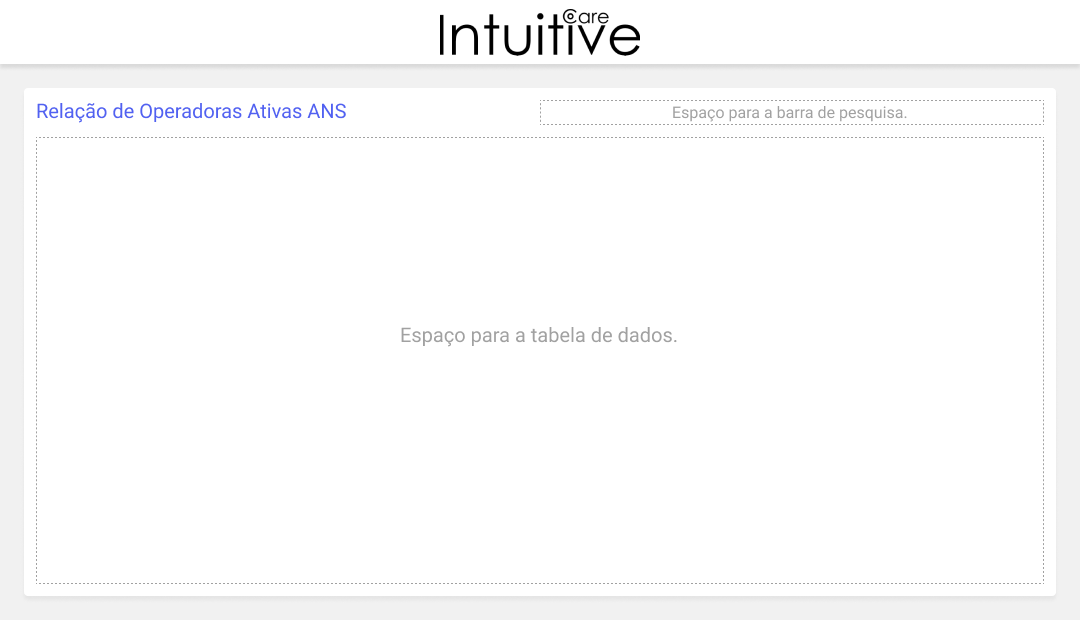 Intuitive Care
Relação de Operadoras Ativas ANS
Espaço para a barra de pesquisa.
Espaço para a tabela de dados.